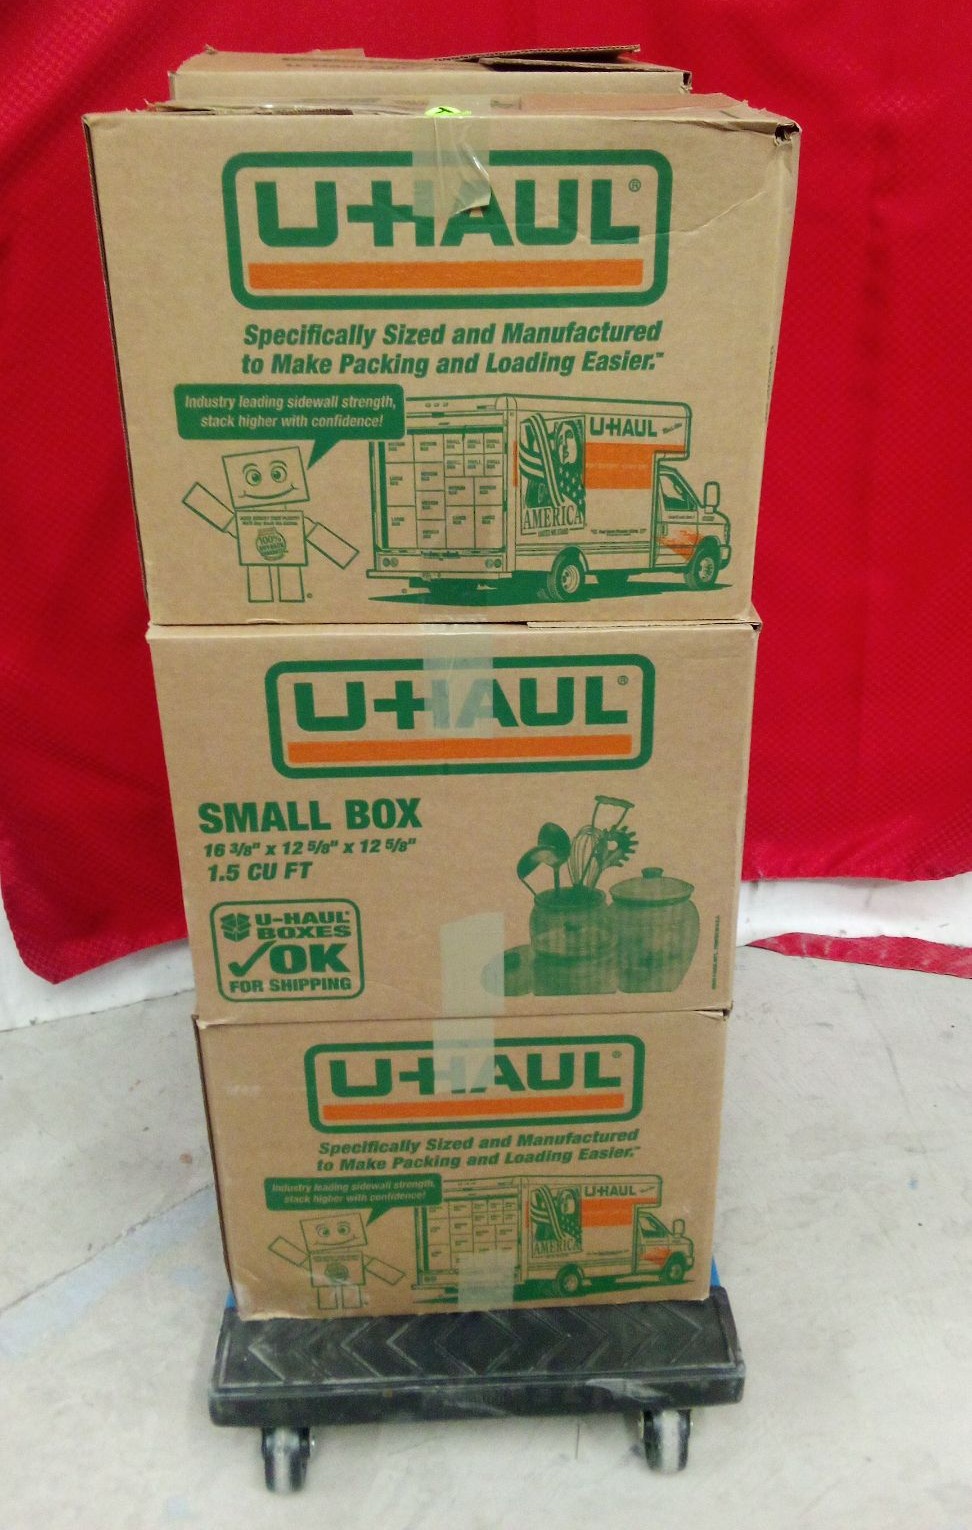 U-HAUL®
Specifically Sized and Manufactured
to Make Packing and Loading Easier.™
Industry leading sidewall strength,
stack higher with confidence!
U-HAUL
AMERICA
100%
U-HAUL®
SMALL BOX
16 3/8" x 12 5/8" x 12 5/8"
1.5 CU FT
U-HAUL®
BOXES
OK
FOR SHIPPING
U-HAUL®
Specifically Sized and Manufactured
to Make Packing and Loading Easier.™
Industry leading sidewall strength,
stack higher with confidence!
U-HAUL
AMERICA